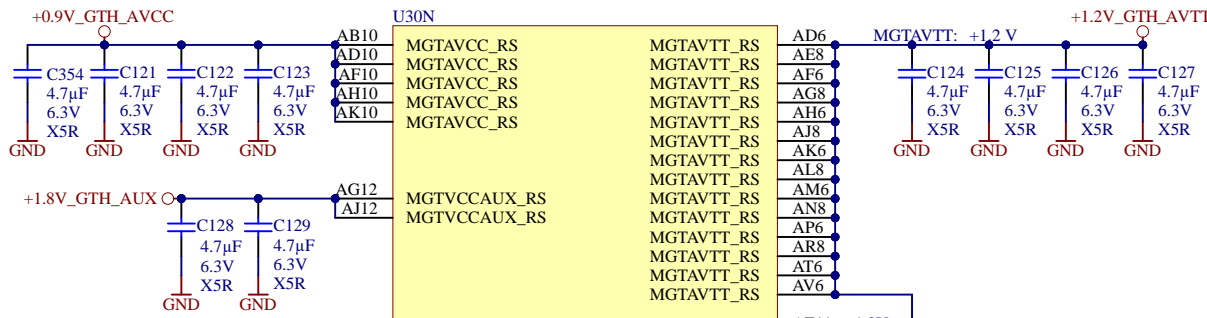 +0.9V_GTH_AVCC
U30N
+1.2V_GTH_AVTT
AB10 MGTAVCC_RS MGTAVTT_RS AD6 MGTAVTT: +1.2 V
AD10 MGTAVCC_RS MGTAVTT_RS AE8
AF10 MGTAVCC_RS MGTAVTT_RS AF6
AH10 MGTAVCC_RS MGTAVTT_RS AG8
AK10 MGTAVCC_RS MGTAVTT_RS AH6
MGTAVTT_RS AJ8
MGTAVTT_RS AK6
MGTAVTT_RS AL8
C354 C121 C122 C123 C124 C125 C126 C127
4.7µF 4.7µF 4.7µF 4.7µF 4.7µF 4.7µF 4.7µF 4.7µF
6.3V 6.3V 6.3V 6.3V 6.3V 6.3V 6.3V 6.3V
X5R X5R X5R X5R X5R X5R X5R X5R
GND GND GND GND GND GND GND GND
+1.8V_GTH_AUX AG12 MGTVCCAUX_RS MGTAVTT_RS AM6
AJ12 MGTVCCAUX_RS MGTAVTT_RS AN8
MGTAVTT_RS AP6
MGTAVTT_RS AR8
MGTAVTT_RS AT6
MGTAVTT_RS AV6
C128 C129
4.7µF 4.7µF
6.3V 6.3V
X5R X5R
GND GND